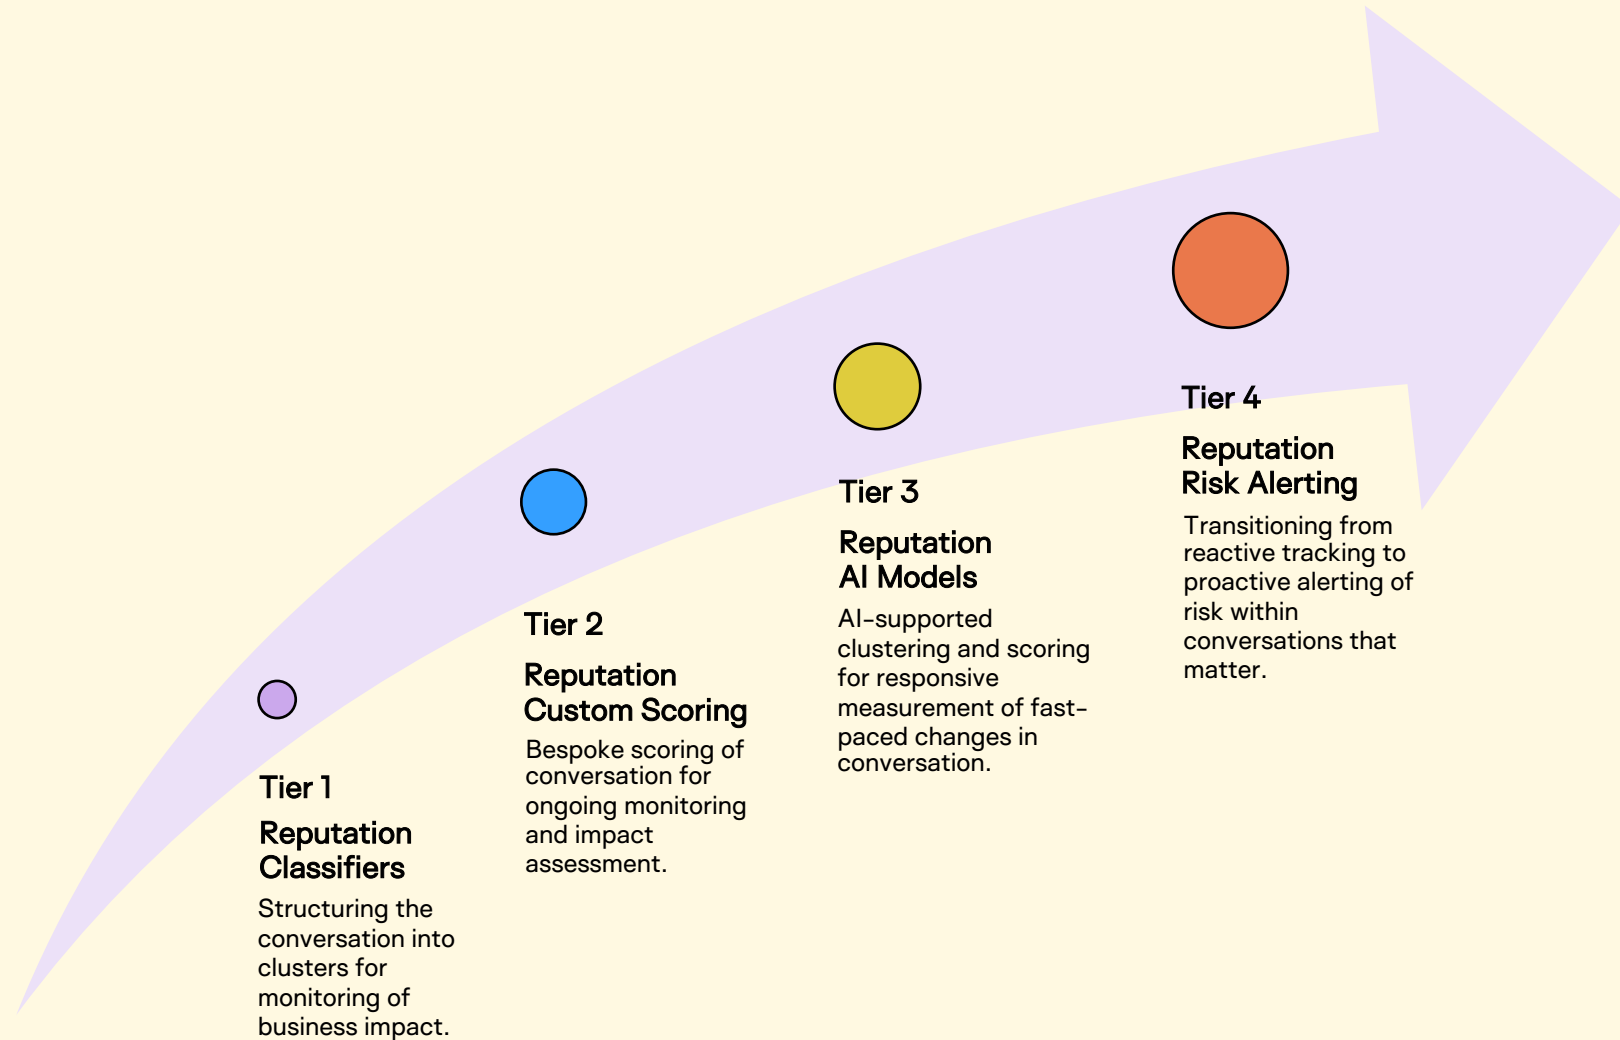 Tier 1
Reputation
Classifiers
Structuring the
conversation into
clusters for
monitoring of
business impact.
Tier 2
Reputation
Custom Scoring
Bespoke scoring of
conversation for
ongoing monitoring
and impact
assessment.
Tier 3
Reputation
AI Models
AI-supported
clustering and scoring
for responsive
measurement of fast-
paced changes in
conversation.
Tier 4
Reputation
Risk Alerting
Transitioning from
reactive tracking to
proactive alerting of
risk within
conversations that
matter.